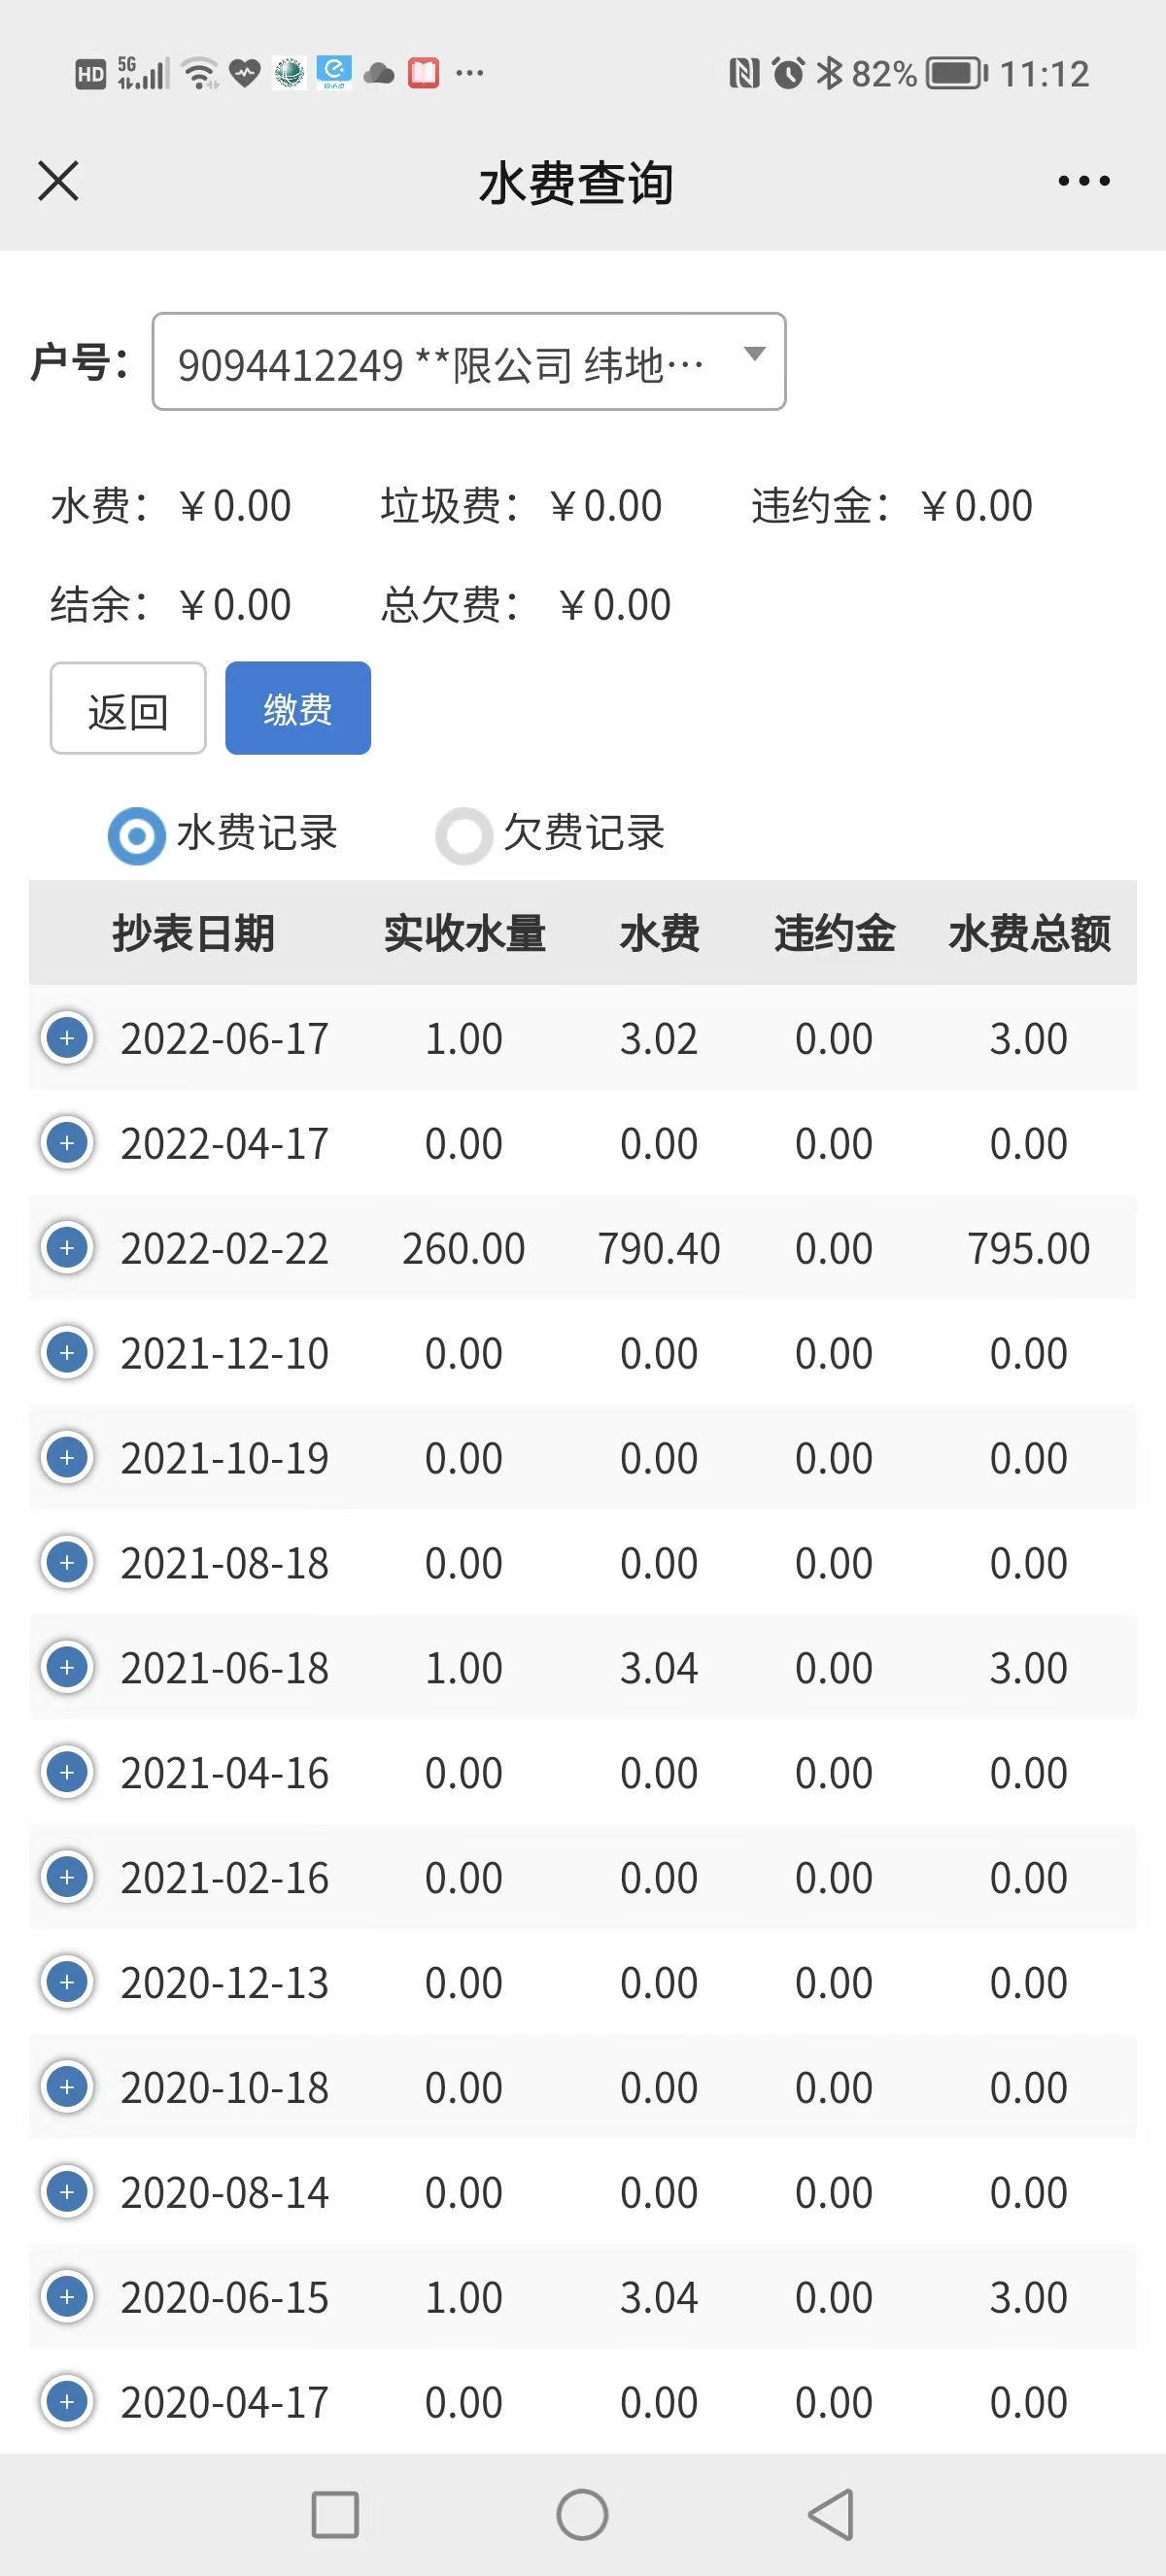 HD 5G 82% 11:12
水费查询
户号： 9094412249 **限公司 纬地…
水费：￥0.00 垃圾费：￥0.00 违约金：￥0.00
结余：￥0.00 总欠费：￥0.00
返回 缴费
水费记录 欠费记录
抄表日期 实收水量 水费 违约金 水费总额
2022-06-17 1.00 3.02 0.00 3.00
2022-04-17 0.00 0.00 0.00 0.00
2022-02-22 260.00 790.40 0.00 795.00
2021-12-10 0.00 0.00 0.00 0.00
2021-10-19 0.00 0.00 0.00 0.00
2021-08-18 0.00 0.00 0.00 0.00
2021-06-18 1.00 3.04 0.00 3.00
2021-04-16 0.00 0.00 0.00 0.00
2021-02-16 0.00 0.00 0.00 0.00
2020-12-13 0.00 0.00 0.00 0.00
2020-10-18 0.00 0.00 0.00 0.00
2020-08-14 0.00 0.00 0.00 0.00
2020-06-15 1.00 3.04 0.00 3.00
2020-04-17 0.00 0.00 0.00 0.00